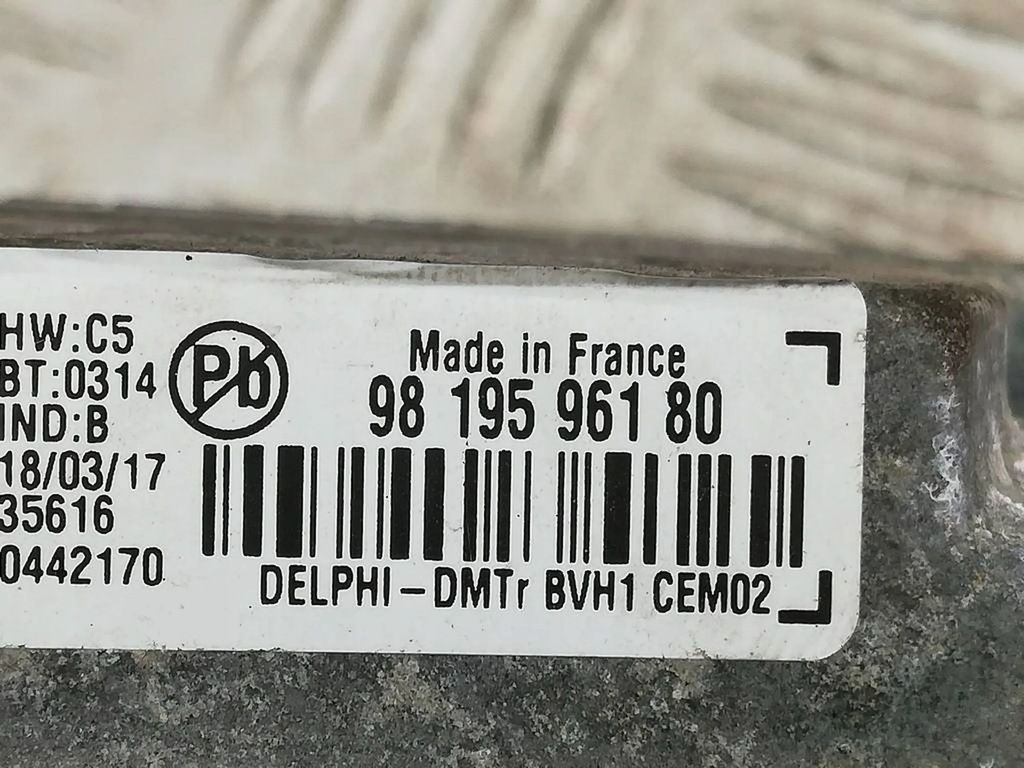 HW:C5
BT:0314
IND:B
18/03/17
35616
0442170
Pb
Made in France
98 195 961 80
DELPHI-DMTr BVH1 CEM02